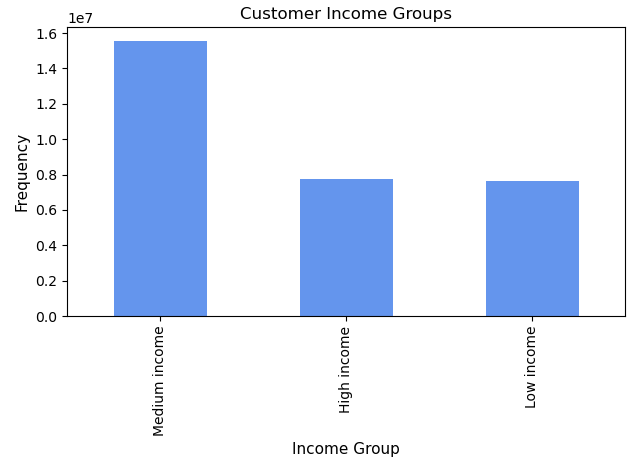 Customer Income Groups
1e7
1.6
1.4
1.2
1.0
0.8
0.6
0.4
0.2
0.0
Frequency
Medium income
High income
Low income
Income Group